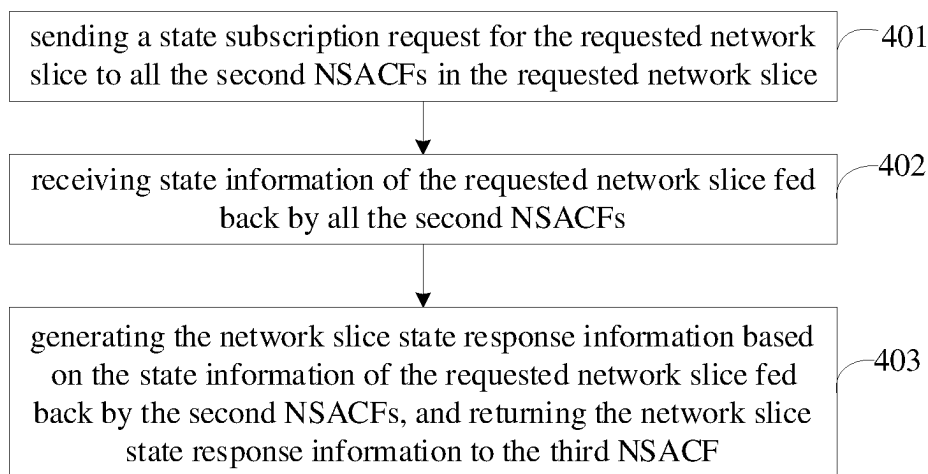 sending a state subscription request for the requested network
slice to all the second NSACFs in the requested network slice
401
receiving state information of the requested network slice fed
back by all the second NSACFs
402
generating the network slice state response information based
on the state information of the requested network slice fed
back by the second NSACFs, and returning the network slice
state response information to the third NSACF
403